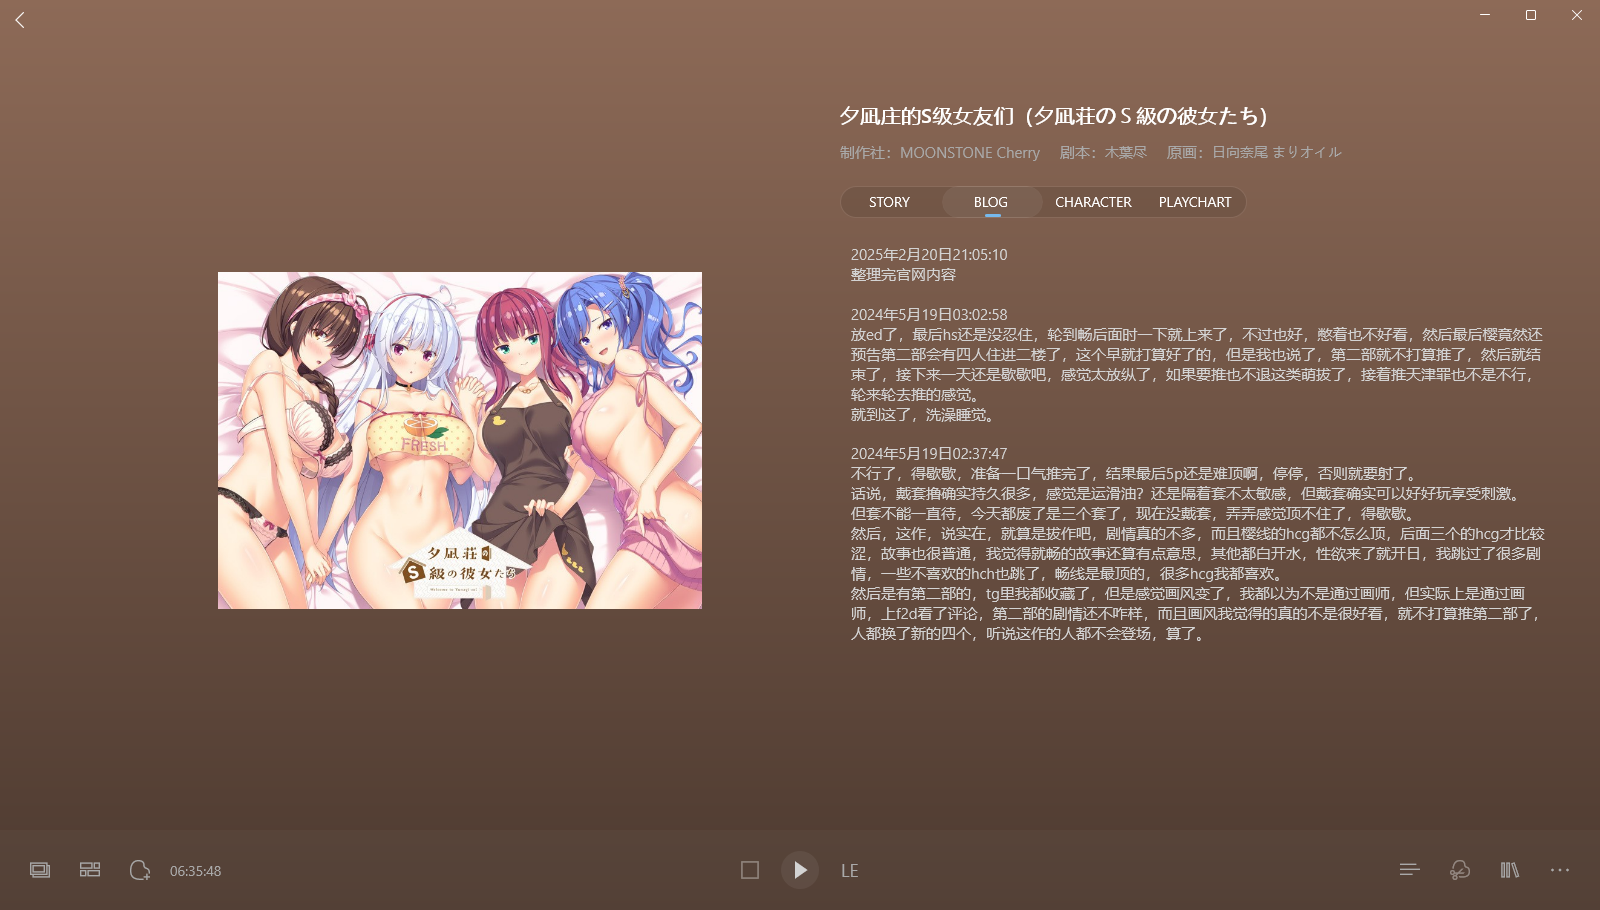 夕凪庄的S级女友们（夕凪荘のＳ級の彼女たち）
制作社：MOONSTONE Cherry 剧本：木葉尽 原画：日向奈尾 まりオイル
STORY BLOG CHARACTER PLAYCHART
2025年2月20日21:05:10
整理完官网内容
2024年5月19日03:02:58
放ed了，最后hs还是没忍住，轮到畅后面时一下就上来了，不过也好，憋着也不好看，然后最后樱竟然还
预告第二部会有四人住进二楼了，这个早就打算好了的，但是我也说了，第二部就不打算推了，然后就结
束了，接下来一天还是歇歇吧，感觉太放纵了，如果要推也不退这类萌拔了，接着推天津罪也不是不行，
轮来轮去推的感觉。
就到这了，洗澡睡觉。
2024年5月19日02:37:47
不行了，得歇歇，准备一口气推完了，结果最后5p还是难顶啊，停停，否则就要射了。
话说，戴套撸确实持久很多，感觉是运滑油？还是隔着套不太敏感，但戴套确实可以好好玩享受刺激。
但套不能一直待，今天都废了是三个套了，现在没戴套，弄弄感觉顶不住了，得歇歇。
然后，这作，说实在，就算是拔作吧，剧情真的不多，而且樱线的hcg都不怎么顶，后面三个的hcg才比较
涩，故事也很普通，我觉得就畅的故事还算有点意思，其他都白开水，性欲来了就开日，我跳过了很多剧
情，一些不喜欢的hch也跳了，畅线是最顶的，很多hcg我都喜欢。
然后是有第二部的，tg里我都收藏了，但是感觉画风变了，我都以为不是通过画师，但实际上是通过画
师，上f2d看了评论，第二部的剧情还不咋样，而且画风我觉得的真的不是很好看，就不打算推第二部了，
人都换了新的四个，听说这作的人都不会登场，算了。
FRESH
夕凪荘の
S級の彼女たち
06:35:48
LE